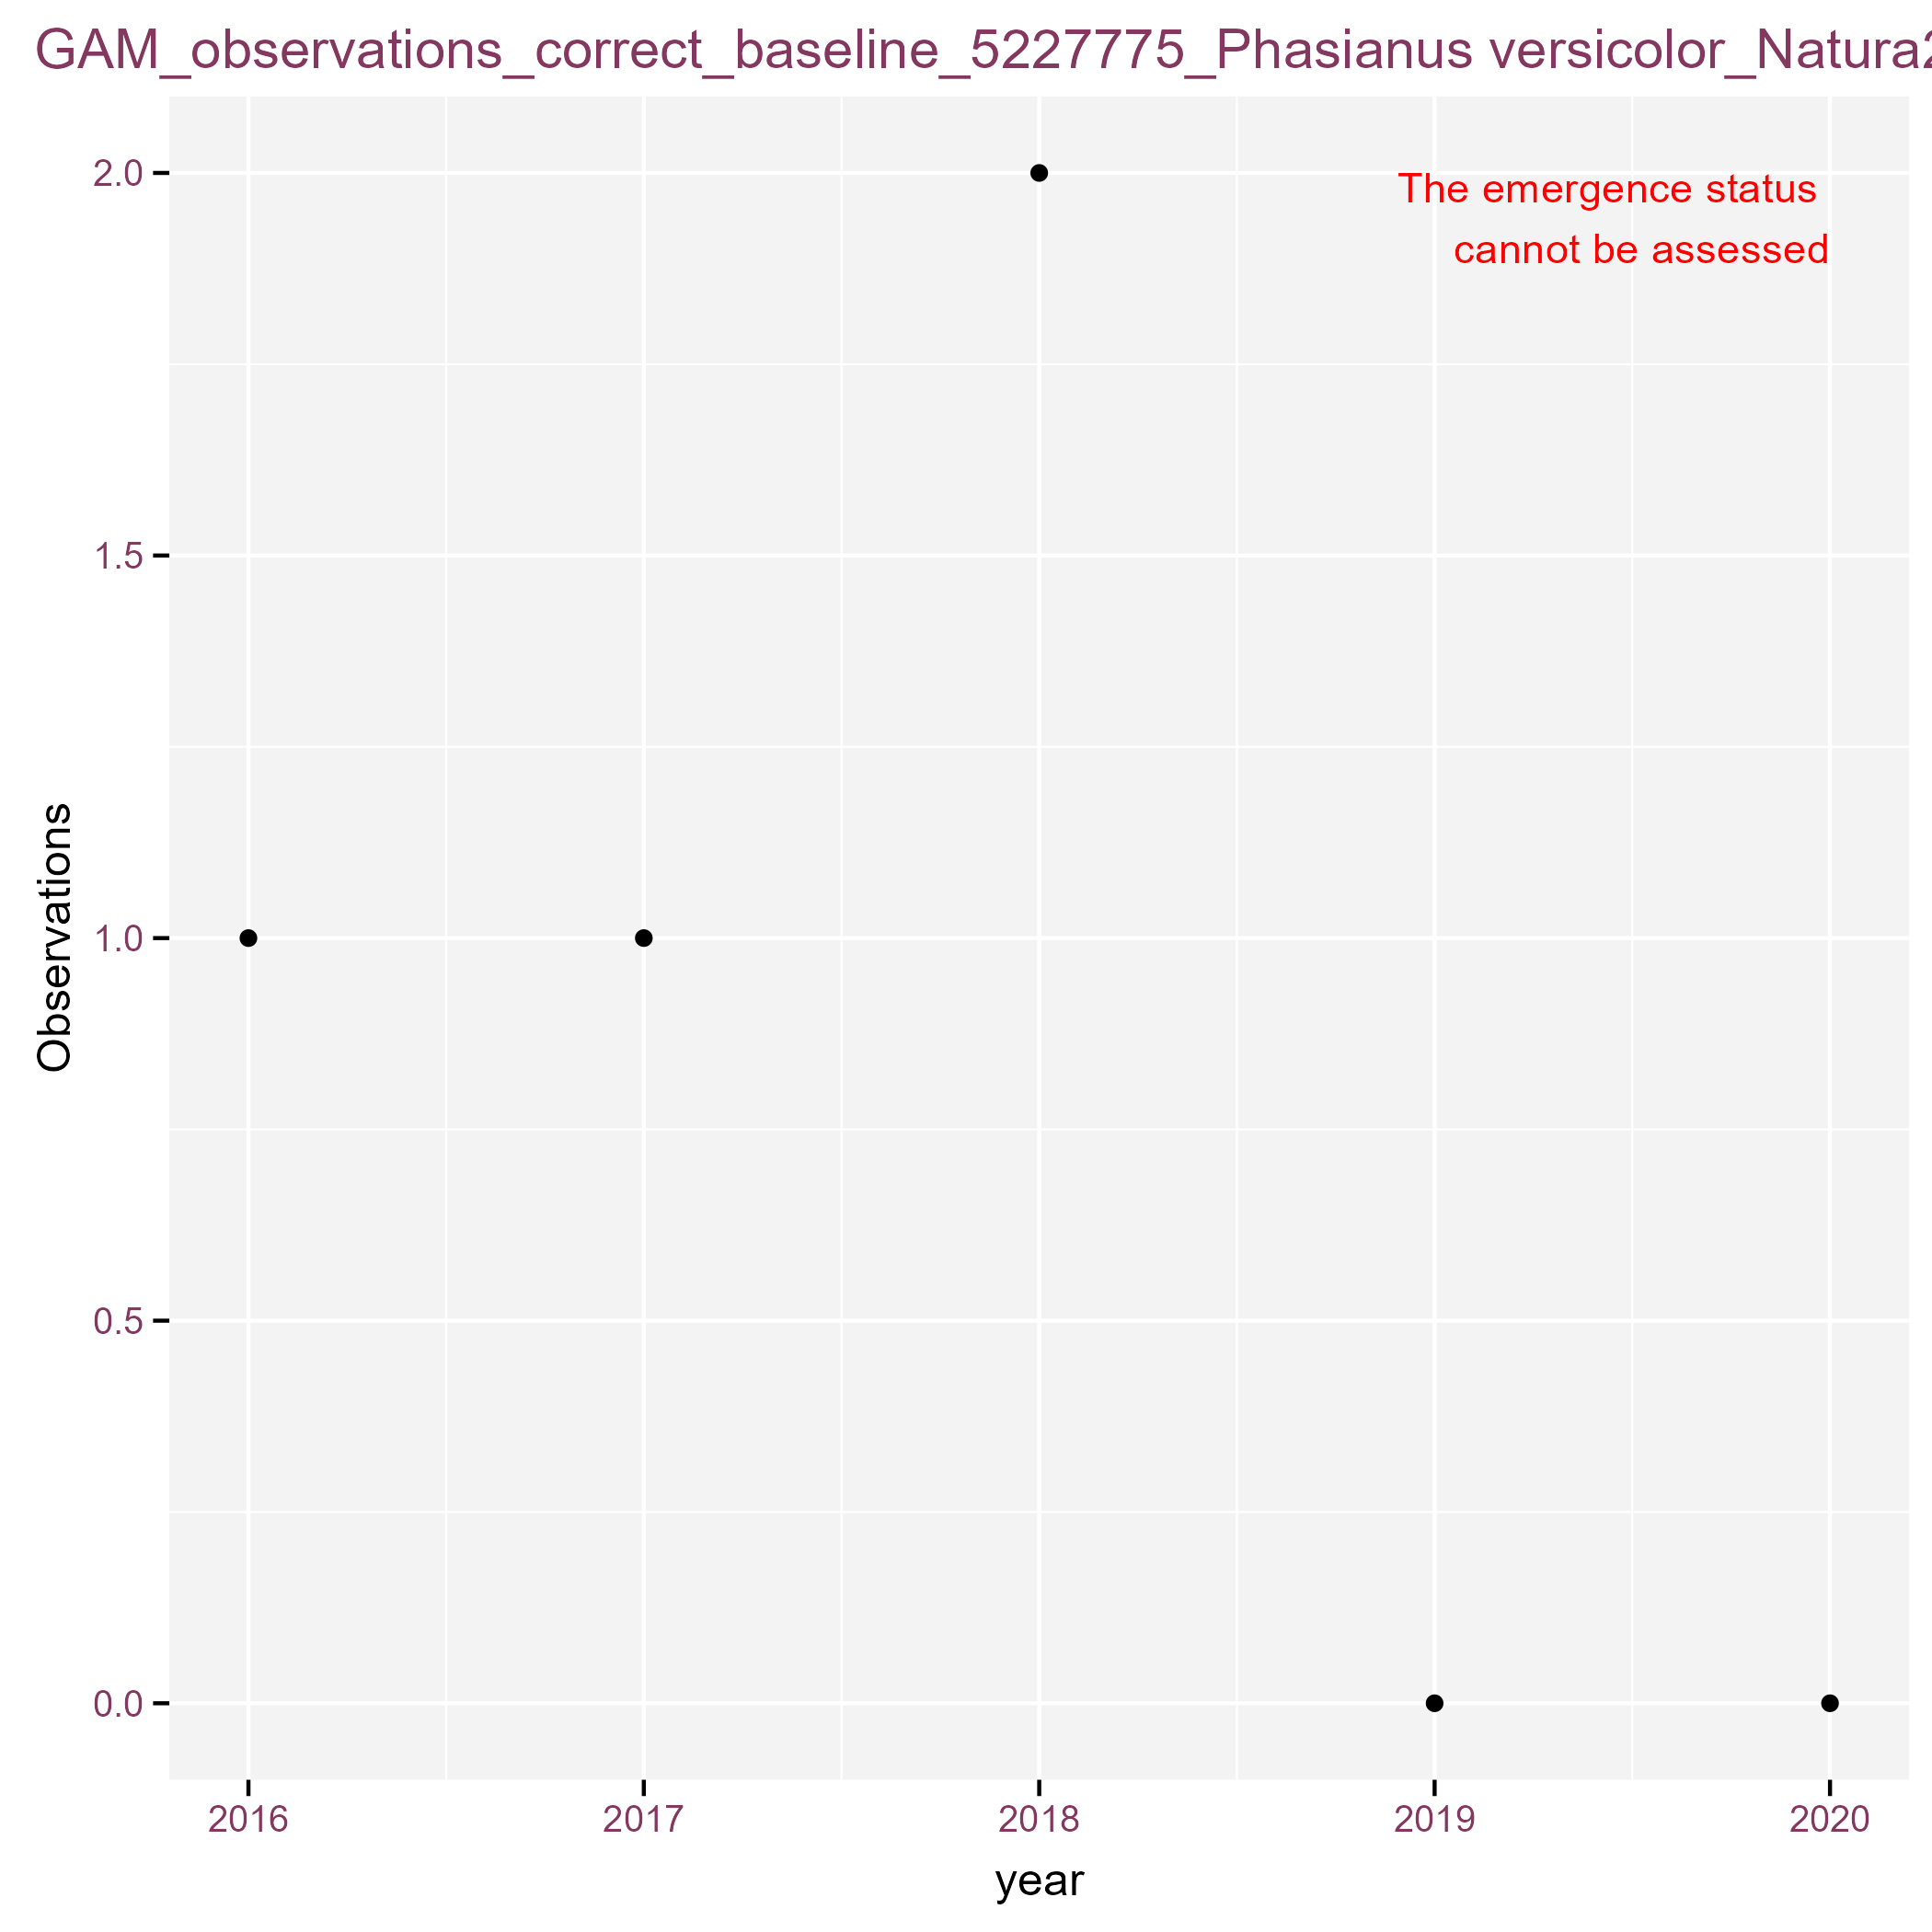 GAM_observations_correct_baseline_5227775_Phasianus versicolor_Natura2
The emergence status
cannot be assessed
2.0
1.5
1.0
0.5
0.0
Observations
2016 2017 2018 2019 2020
year